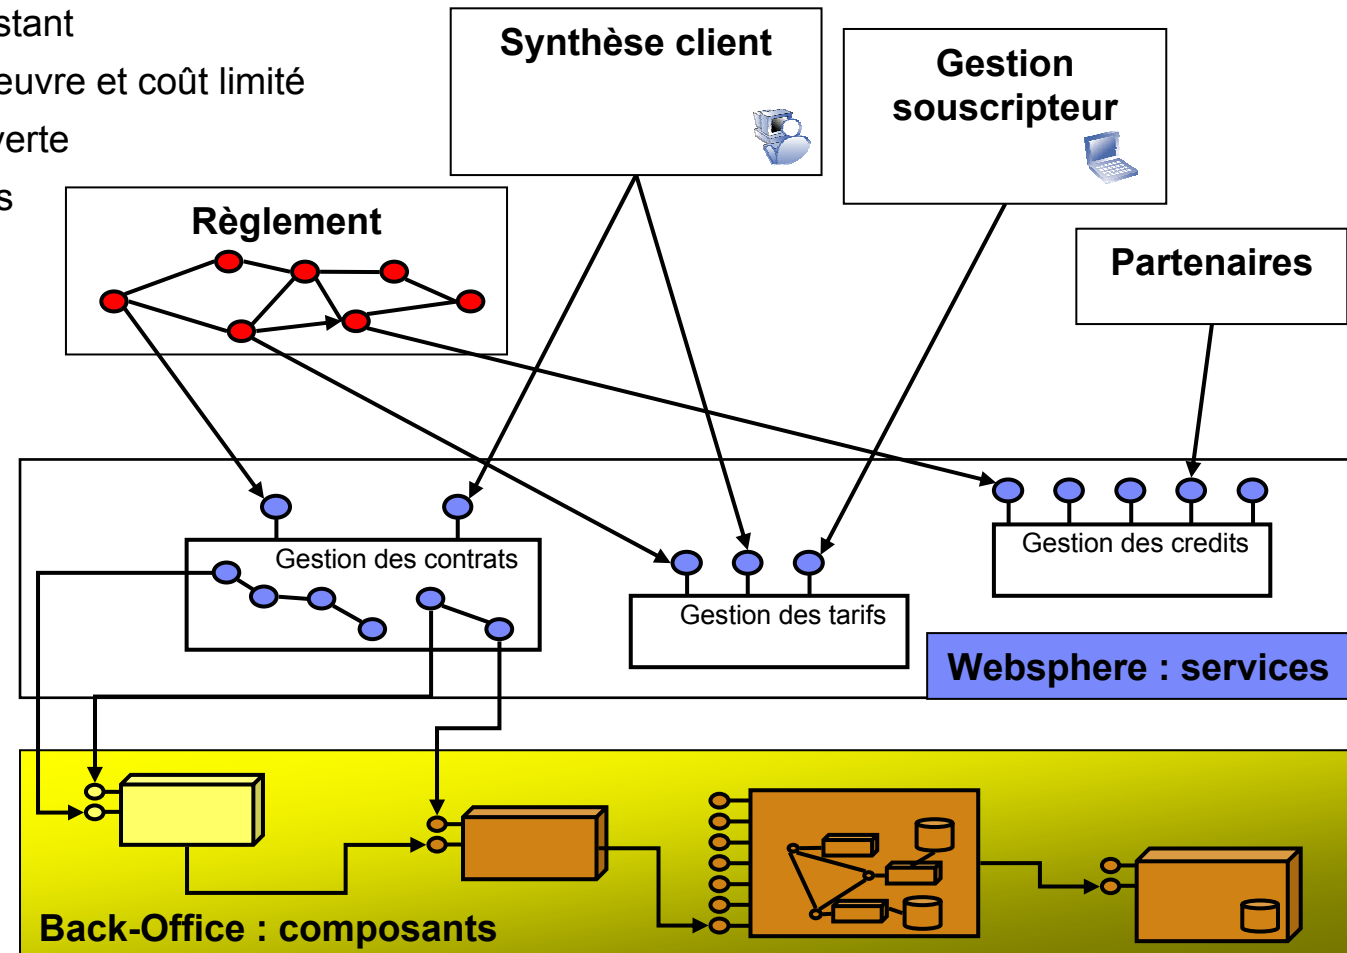 stant
euvre et coût limité
verte
s
Synthèse client
Gestion
souscripteur
Règlement
Partenaires
Gestion des contrats
Gestion des credits
Gestion des tarifs
Websphere : services
Back-Office : composants